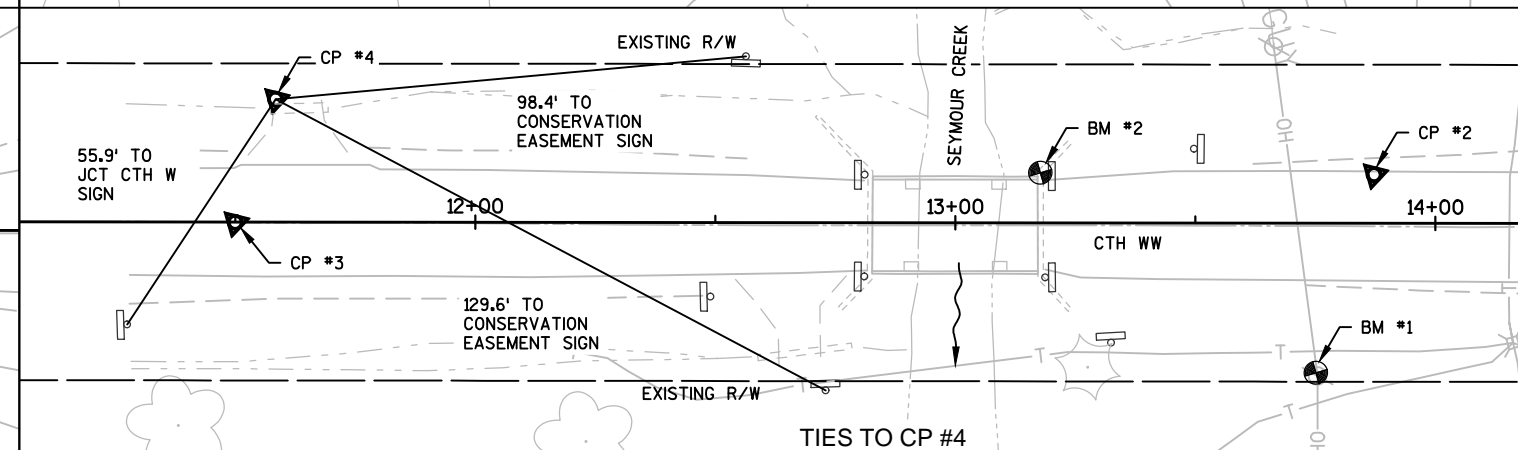 EXISTING R/W
CP #4
SEYMOUR CREEK
98.4' TO
CONSERVATION
EASEMENT SIGN
55.9' TO
JCT CTH W
SIGN
OH
BM #2
CP #2
12+00
13+00
14+00
CTH WW
CP #3
129.6' TO
CONSERVATION
EASEMENT SIGN
BM #1
T
T
T
T
EXISTING R/W
TIES TO CP #4
OH